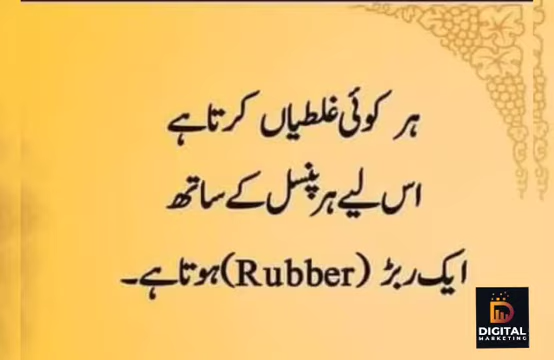 ہر کوئی غلطیاں کرتا ہے
اس لیے ہر پنسل کے ساتھ
ایک ربڑ (Rubber) ہوتا ہے۔
DIGITAL
MARKETING